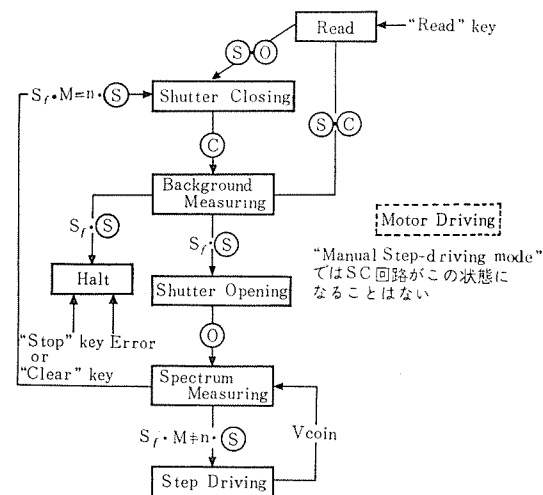 Read
"Read" key
Ⓢ Ⓞ
S_f • M=n • Ⓢ
Shutter Closing
Ⓢ • Ⓒ
Ⓒ
Background
Measuring
Motor Driving
S_f • Ⓢ
S_f • Ⓢ
"Manual Step-driving mode"
ではSC回路がこの状態に
なることはない
Halt
Shutter Opening
"Stop" key Error
or
"Clear" key
Ⓞ
Spectrum
Measuring
Vcoin
S_f • M≠n • Ⓢ
Step Driving